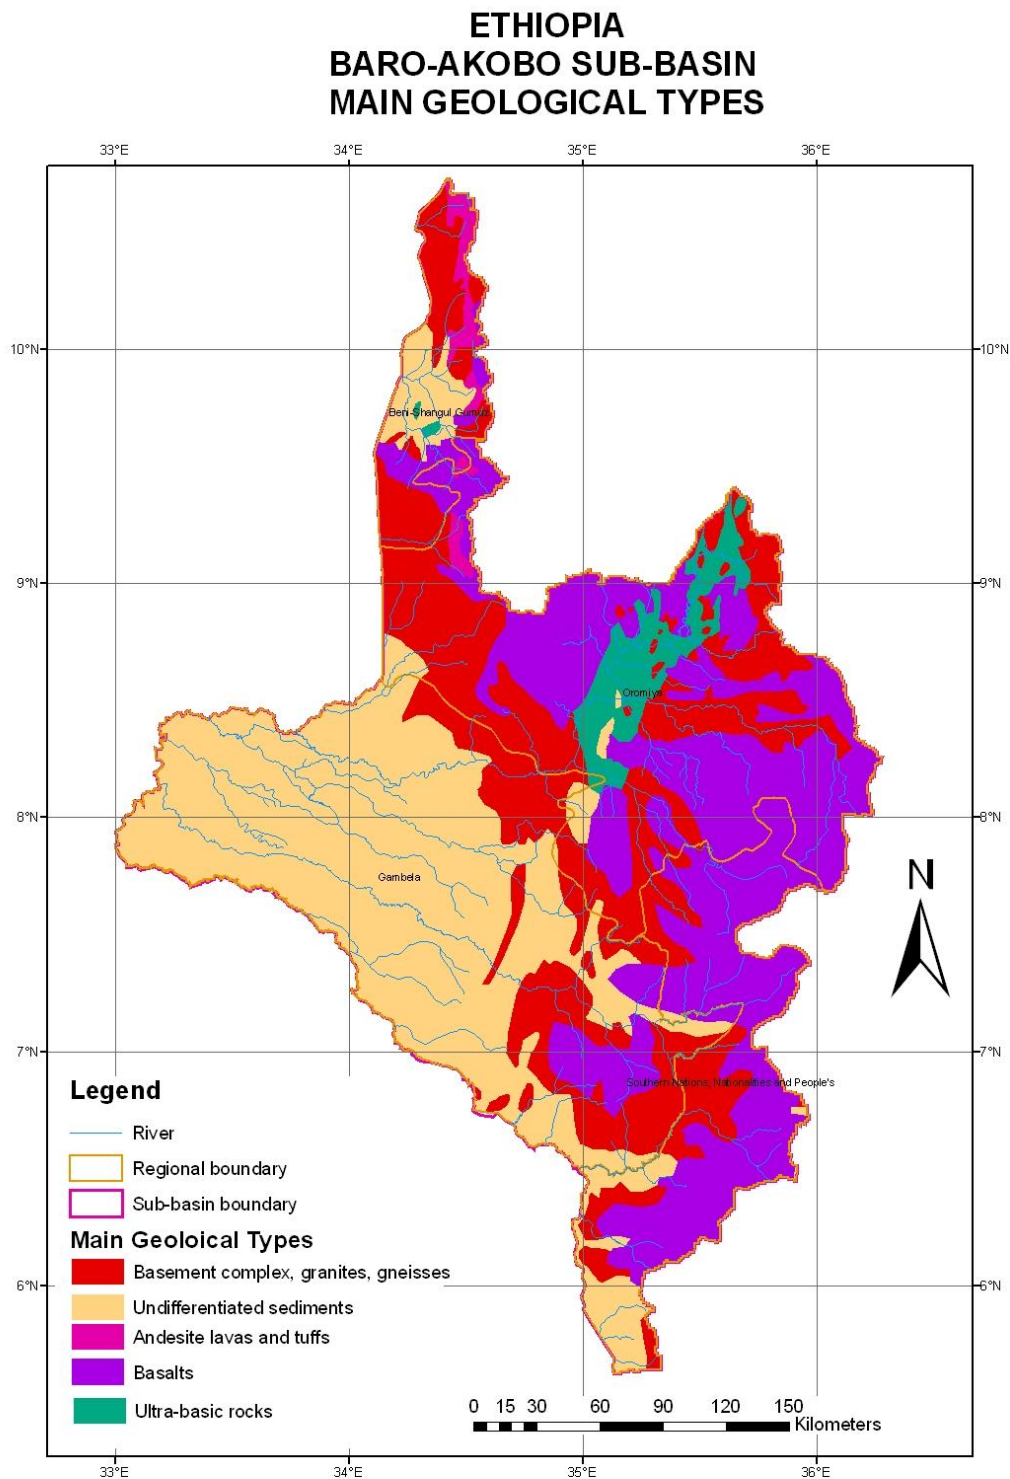 ETHIOPIA
BARO-AKOBO SUB-BASIN
MAIN GEOLOGICAL TYPES
33°E 34°E 35°E 36°E
10°N 10°N
Beni-Shangul Gumuz
9°N 9°N
Oromiya
8°N 8°N
Gambela
N
7°N 7°N
Southern Nations, Nationalities and People's
Legend
River
Regional boundary
Sub-basin boundary
Main Geoloical Types
Basement complex, granites, gneisses
6°N 6°N
Undifferentiated sediments
Andesite lavas and tuffs
Basalts
Ultra-basic rocks
0 15 30 60 90 120 150
Kilometers
33°E 34°E 35°E 36°E